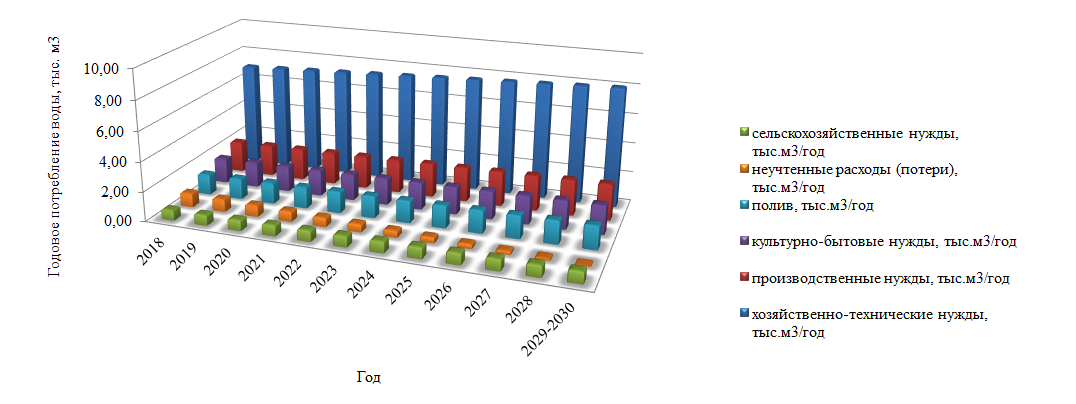 Годовое потребление воды, тыс. м3
10,00
8,00
6,00
4,00
2,00
0,00
2018
2019
2020
2021
2022
2023
2024
2025
2026
2027
2028
2029-2030
Год
сельскохозяйственные нужды,
тыс.м3/год
неучтенные расходы (потери),
тыс.м3/год
полив, тыс.м3/год
культурно-бытовые нужды, тыс.м3/год
производственные нужды, тыс.м3/год
хозяйственно-технические нужды,
тыс.м3/год